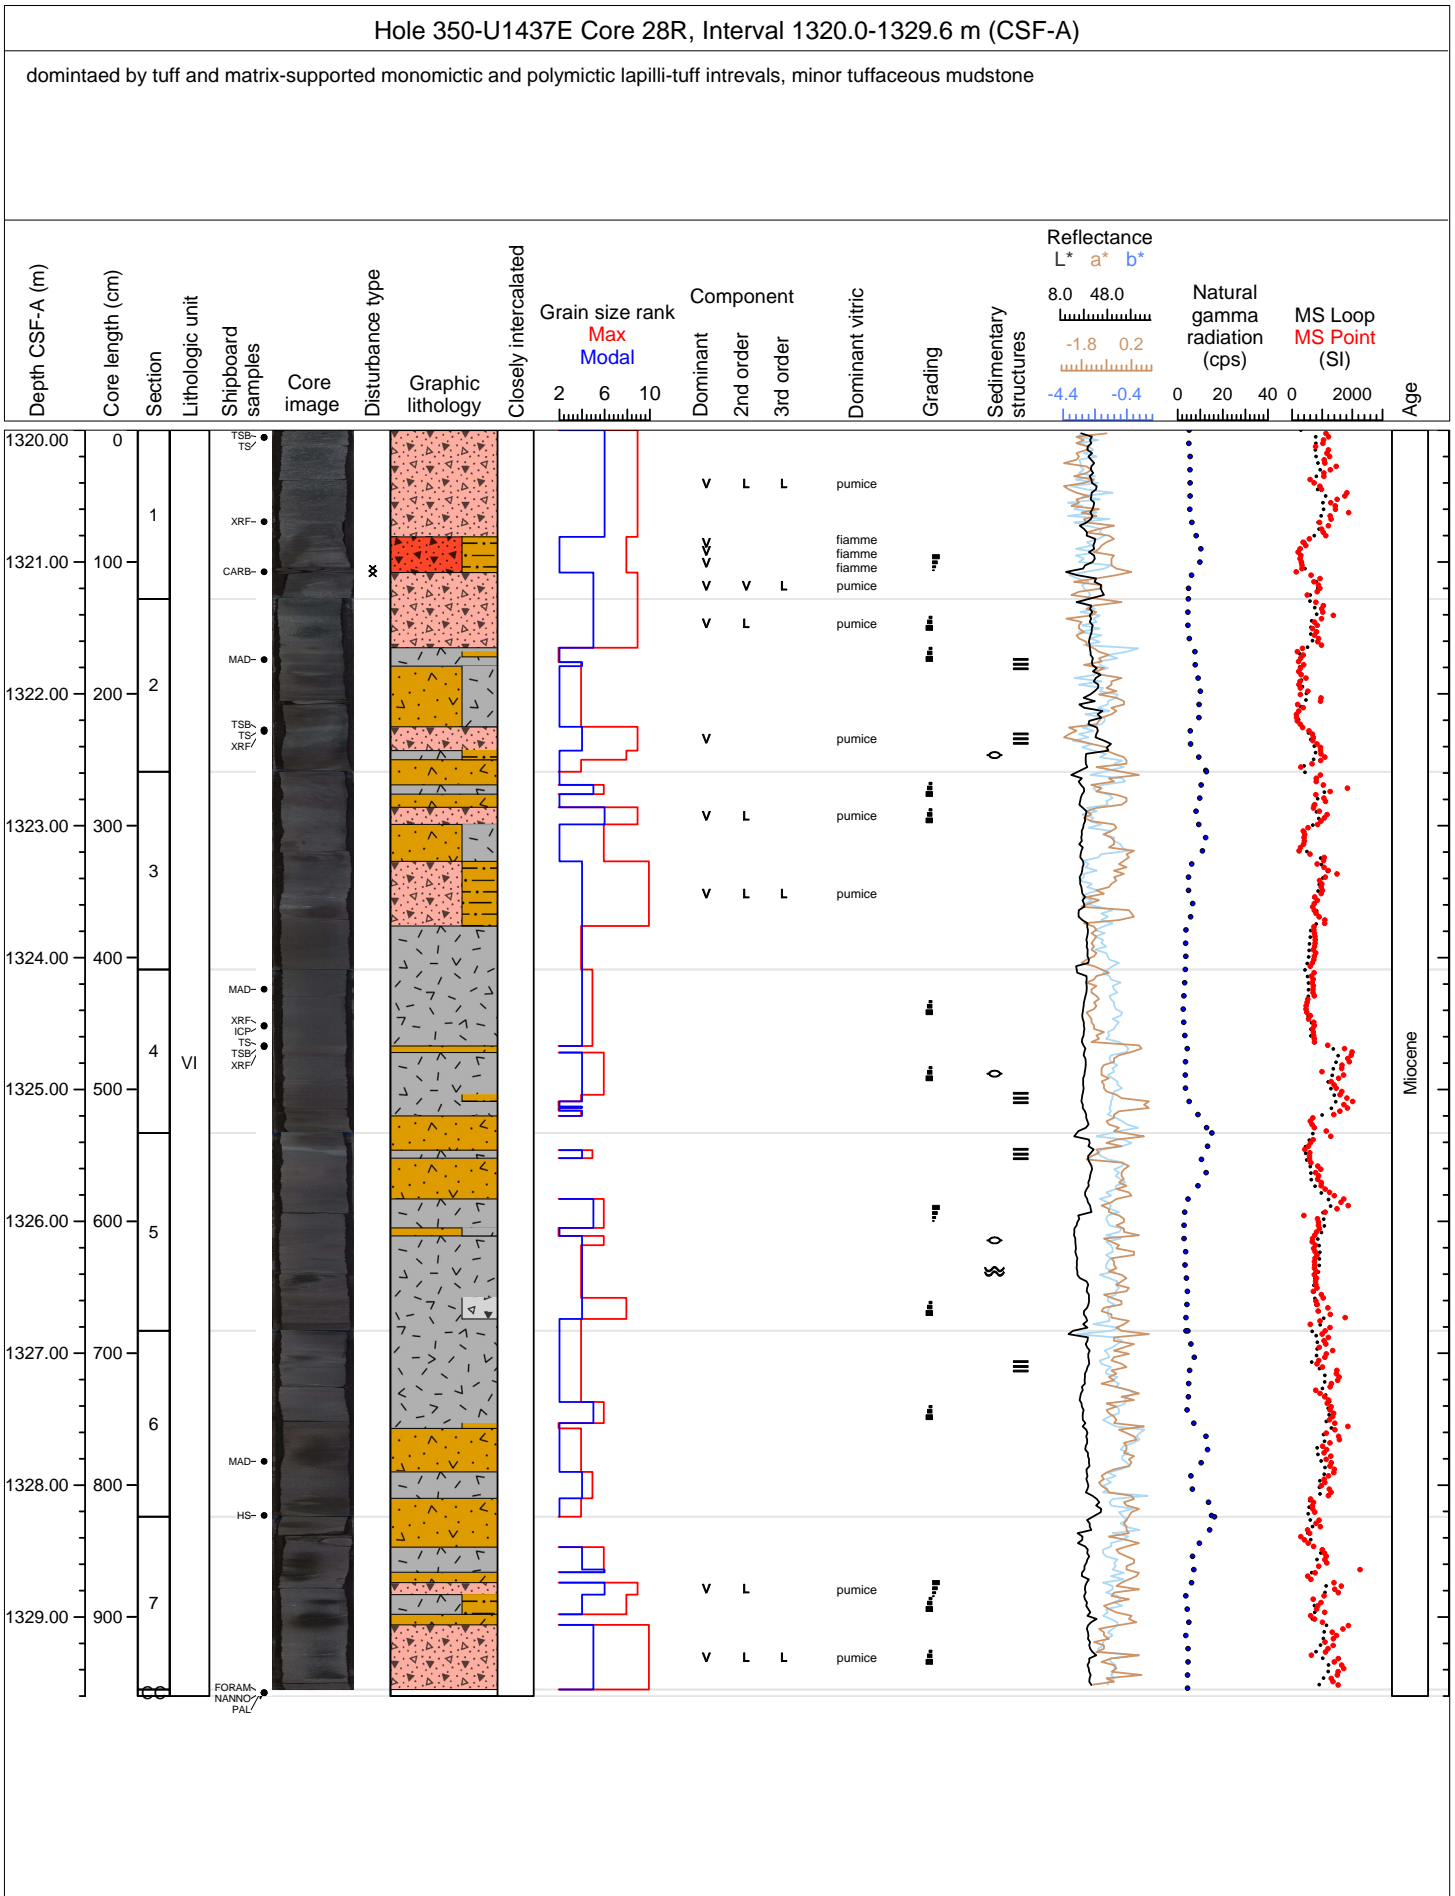 Hole 350-U1437E Core 28R, Interval 1320.0-1329.6 m (CSF-A)
domintaed by tuff and matrix-supported monomictic and polymictic lapilli-tuff intrevals, minor tuffaceous mudstone
Depth CSF-A (m)
Core length (cm)
Section
Lithologic unit
Shipboard
samples
Core
image
Disturbance type
Graphic
lithology
Closely intercalated
Grain size rank
Max
Modal
2 6 10
Component
Dominant
2nd order
3rd order
Dominant vitric
Grading
Sedimentary
structures
Reflectance
L* a* b*
8.0 48.0
-1.8 0.2
-4.4 -0.4
Natural
gamma
radiation
(cps)
0 20 40
MS Loop
MS Point
(SI)
0 2000
Age
1320.00 0
TSB
TS
V L L pumice
1
XRF
V fiamme
V fiamme
1321.00 100
V fiamme
CARB
V V L pumice
V L pumice
MAD
2
1322.00 200
TSB
TS
V pumice
XRF
V L pumice
1323.00 300
3
V L L pumice
1324.00 400
MAD
XRF
ICP
TS
4
TSB
VI
XRF
Miocene
1325.00 500
1326.00 600
5
1327.00 700
6
MAD
1328.00 800
HS
V L pumice
7
1329.00 900
V L L pumice
FORAM
CC
NANNO
PAL